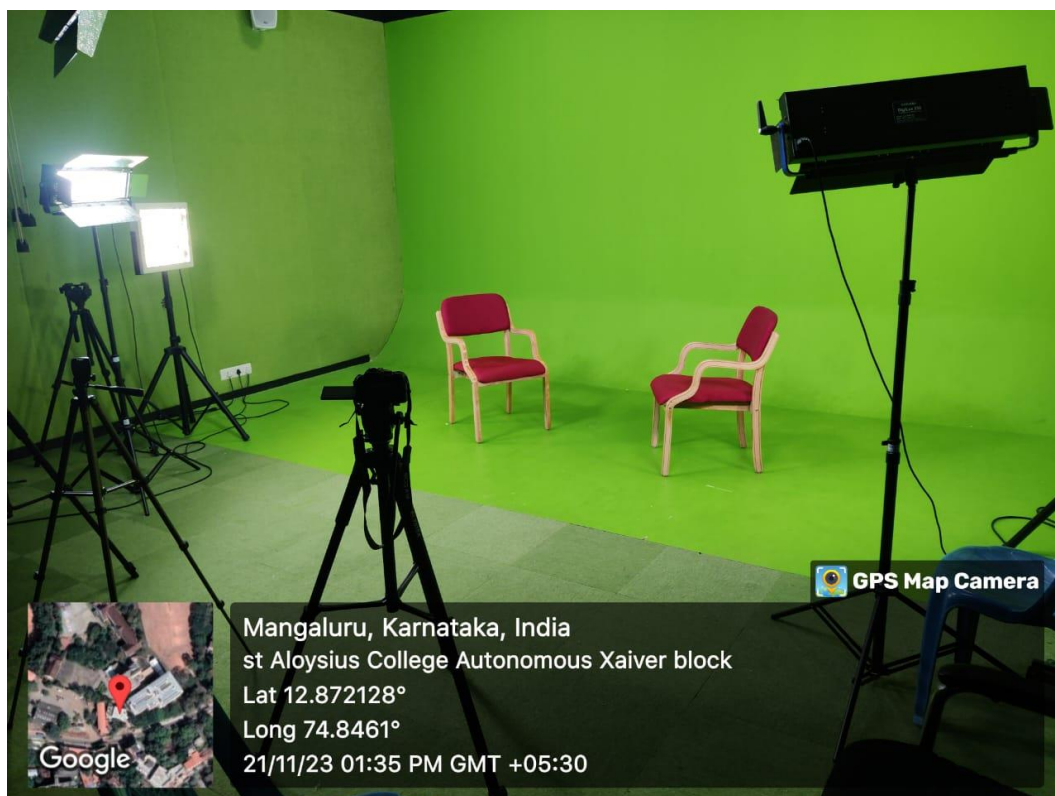 GPS Map Camera
Mangaluru, Karnataka, India
st Aloysius College Autonomous Xaiver block
Lat 12.872128°
Long 74.8461°
21/11/23 01:35 PM GMT +05:30
Google